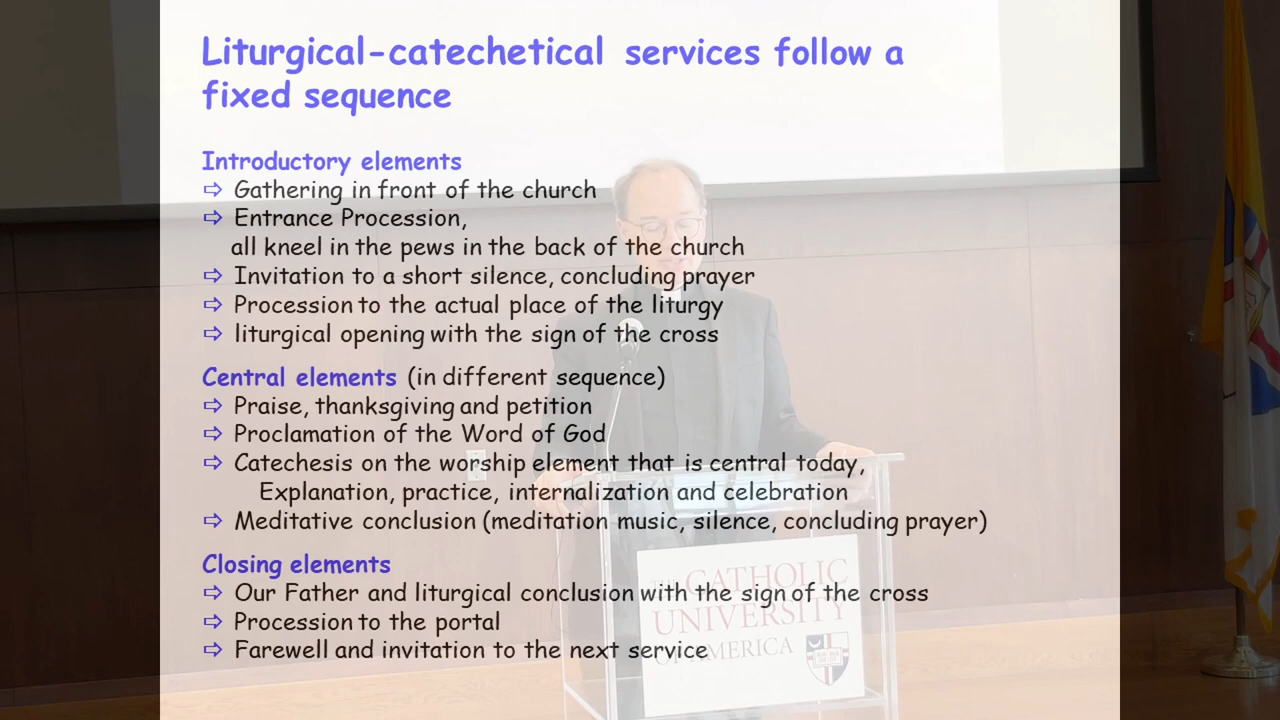 Liturgical-catechetical services follow a
fixed sequence
Introductory elements
⇨ Gathering in front of the church
⇨ Entrance Procession,
all kneel in the pews in the back of the church
⇨ Invitation to a short silence, concluding prayer
⇨ Procession to the actual place of the liturgy
⇨ liturgical opening with the sign of the cross
Central elements (in different sequence)
⇨ Praise, thanksgiving and petition
⇨ Proclamation of the Word of God
⇨ Catechesis on the worship element that is central today,
Explanation, practice, internalization and celebration
⇨ Meditative conclusion (meditation music, silence, concluding prayer)
Closing elements
⇨ Our Father and liturgical conclusion with the sign of the cross
⇨ Procession to the portal
⇨ Farewell and invitation to the next service
THE CATHOLIC
UNIVERSITY
OF AMERICA